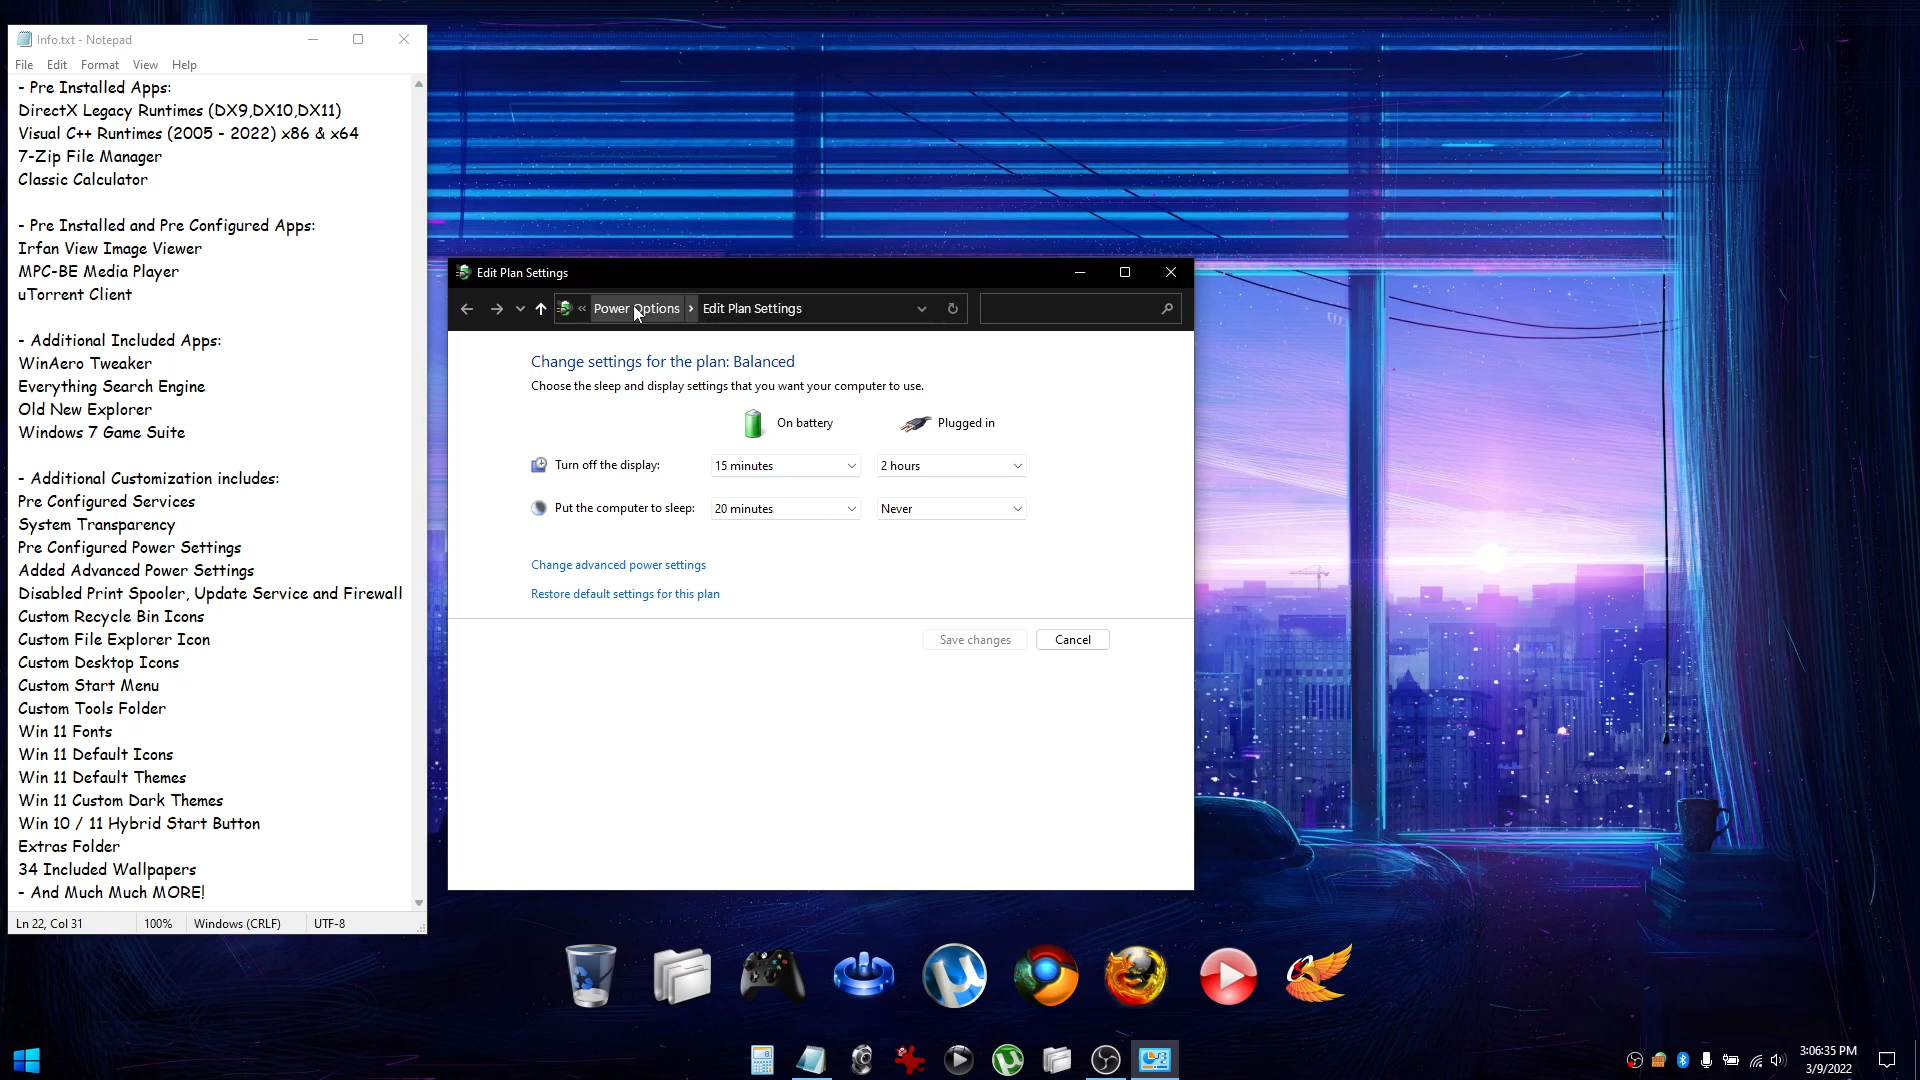 Info.txt - Notepad
File Edit Format View Help
- Pre Installed Apps:
DirectX Legacy Runtimes (DX9,DX10,DX11)
Visual C++ Runtimes (2005 - 2022) x86 & x64
7-Zip File Manager
Classic Calculator
- Pre Installed and Pre Configured Apps:
Irfan View Image Viewer
MPC-BE Media Player
uTorrent Client
- Additional Included Apps:
WinAero Tweaker
Everything Search Engine
Old New Explorer
Windows 7 Game Suite
- Additional Customization includes:
Pre Configured Services
System Transparency
Pre Configured Power Settings
Added Advanced Power Settings
Disabled Print Spooler, Update Service and Firewall
Custom Recycle Bin Icons
Custom File Explorer Icon
Custom Desktop Icons
Custom Start Menu
Custom Tools Folder
Win 11 Fonts
Win 11 Default Icons
Win 11 Default Themes
Win 11 Custom Dark Themes
Win 10 / 11 Hybrid Start Button
Extras Folder
34 Included Wallpapers
- And Much Much MORE!
Ln 22, Col 31 100% Windows (CRLF) UTF-8
Edit Plan Settings
« Power Options › Edit Plan Settings
Change settings for the plan: Balanced
Choose the sleep and display settings that you want your computer to use.
On battery Plugged in
Turn off the display: 15 minutes 2 hours
Put the computer to sleep: 20 minutes Never
Change advanced power settings
Restore default settings for this plan
Save changes Cancel
3:06:35 PM
3/9/2022